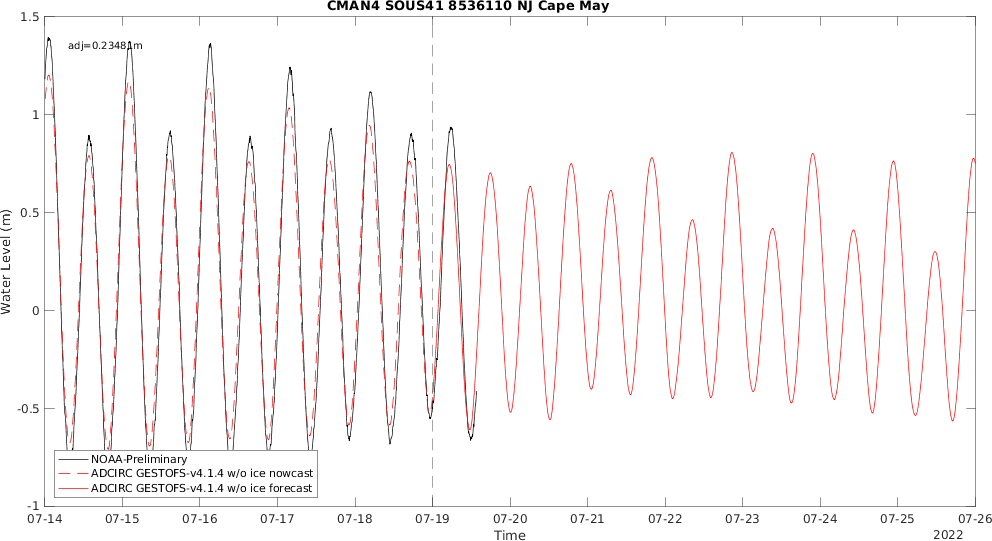 CMAN4 SOUS41 8536110 NJ Cape May
1.5
adj=0.23481m
1
0.5
Water Level (m)
0
-0.5
NOAA-Preliminary
ADCIRC GESTOFS-v4.1.4 w/o ice nowcast
ADCIRC GESTOFS-v4.1.4 w/o ice forecast
-1
07-14 07-15 07-16 07-17 07-18 07-19 07-20 07-21 07-22 07-23 07-24 07-25 07-26
Time 2022